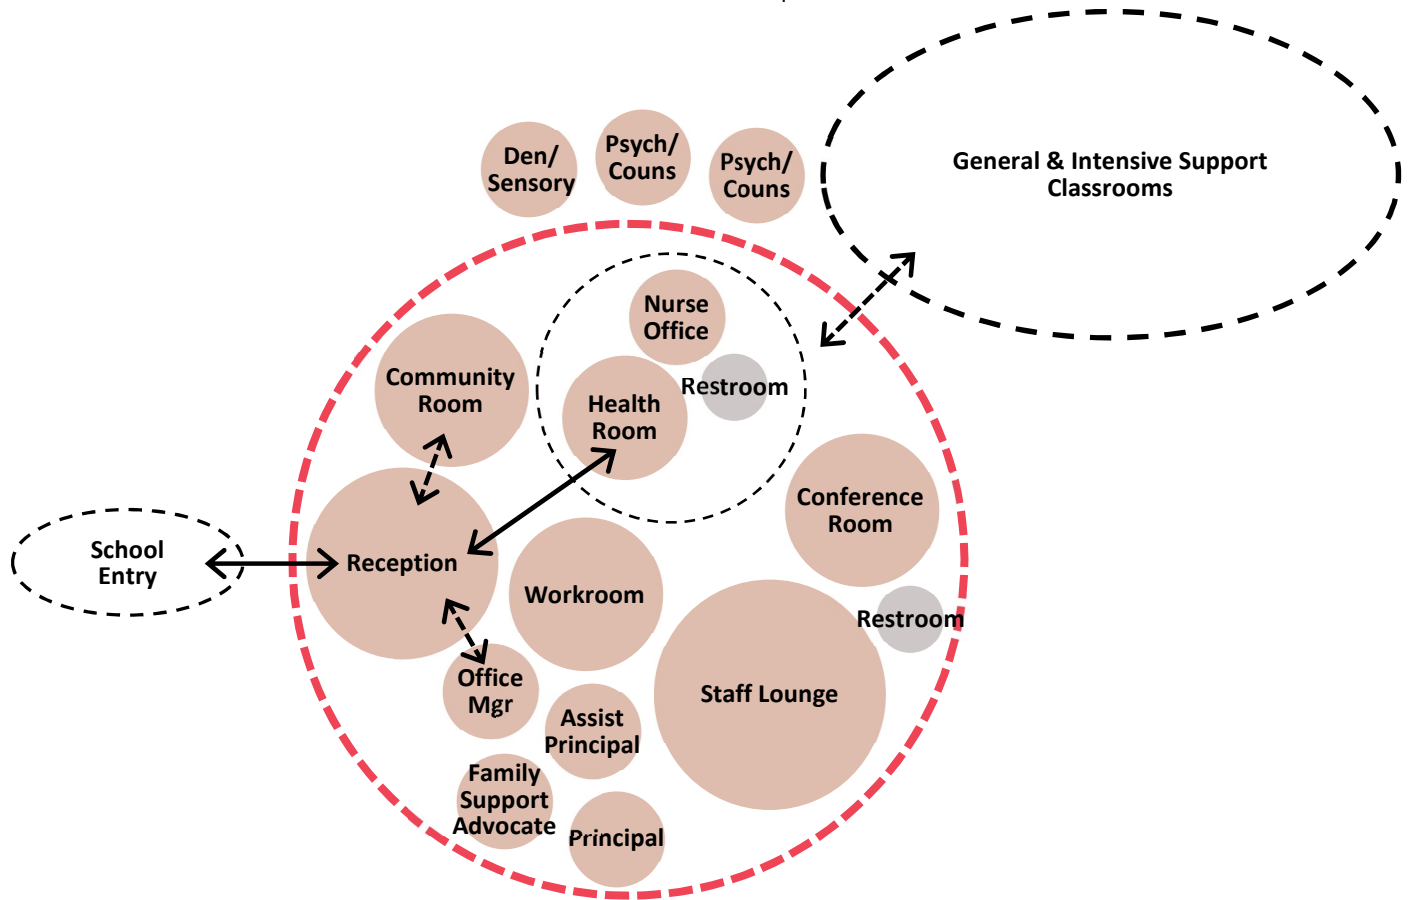 Den/
Sensory
Psych/
Couns
Psych/
Couns
General & Intensive Support
Classrooms
Nurse
Office
Community
Room
Restroom
Health
Room
Conference
Room
School
Entry
Reception
Workroom
Restroom
Office
Mgr
Staff Lounge
Assist
Principal
Family
Support
Advocate
Principal